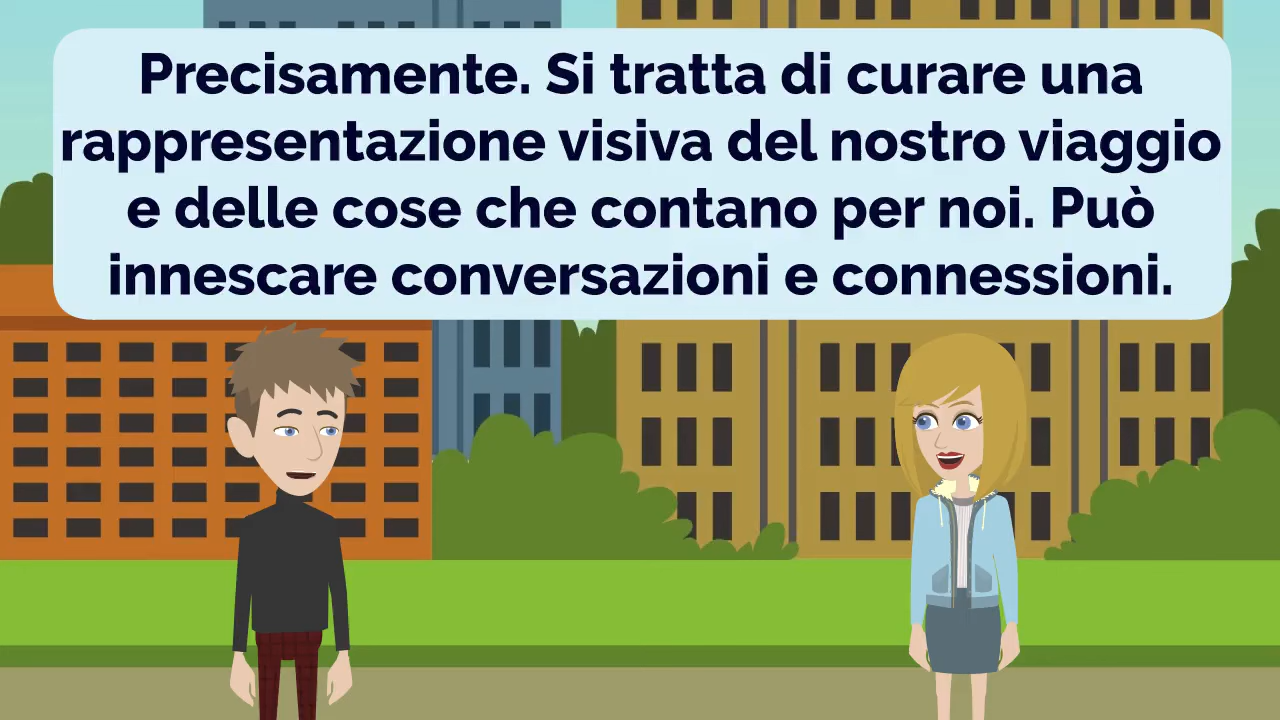 Precisamente. Si tratta di curare una
rappresentazione visiva del nostro viaggio
e delle cose che contano per noi. Può
innescare conversazioni e connessioni.